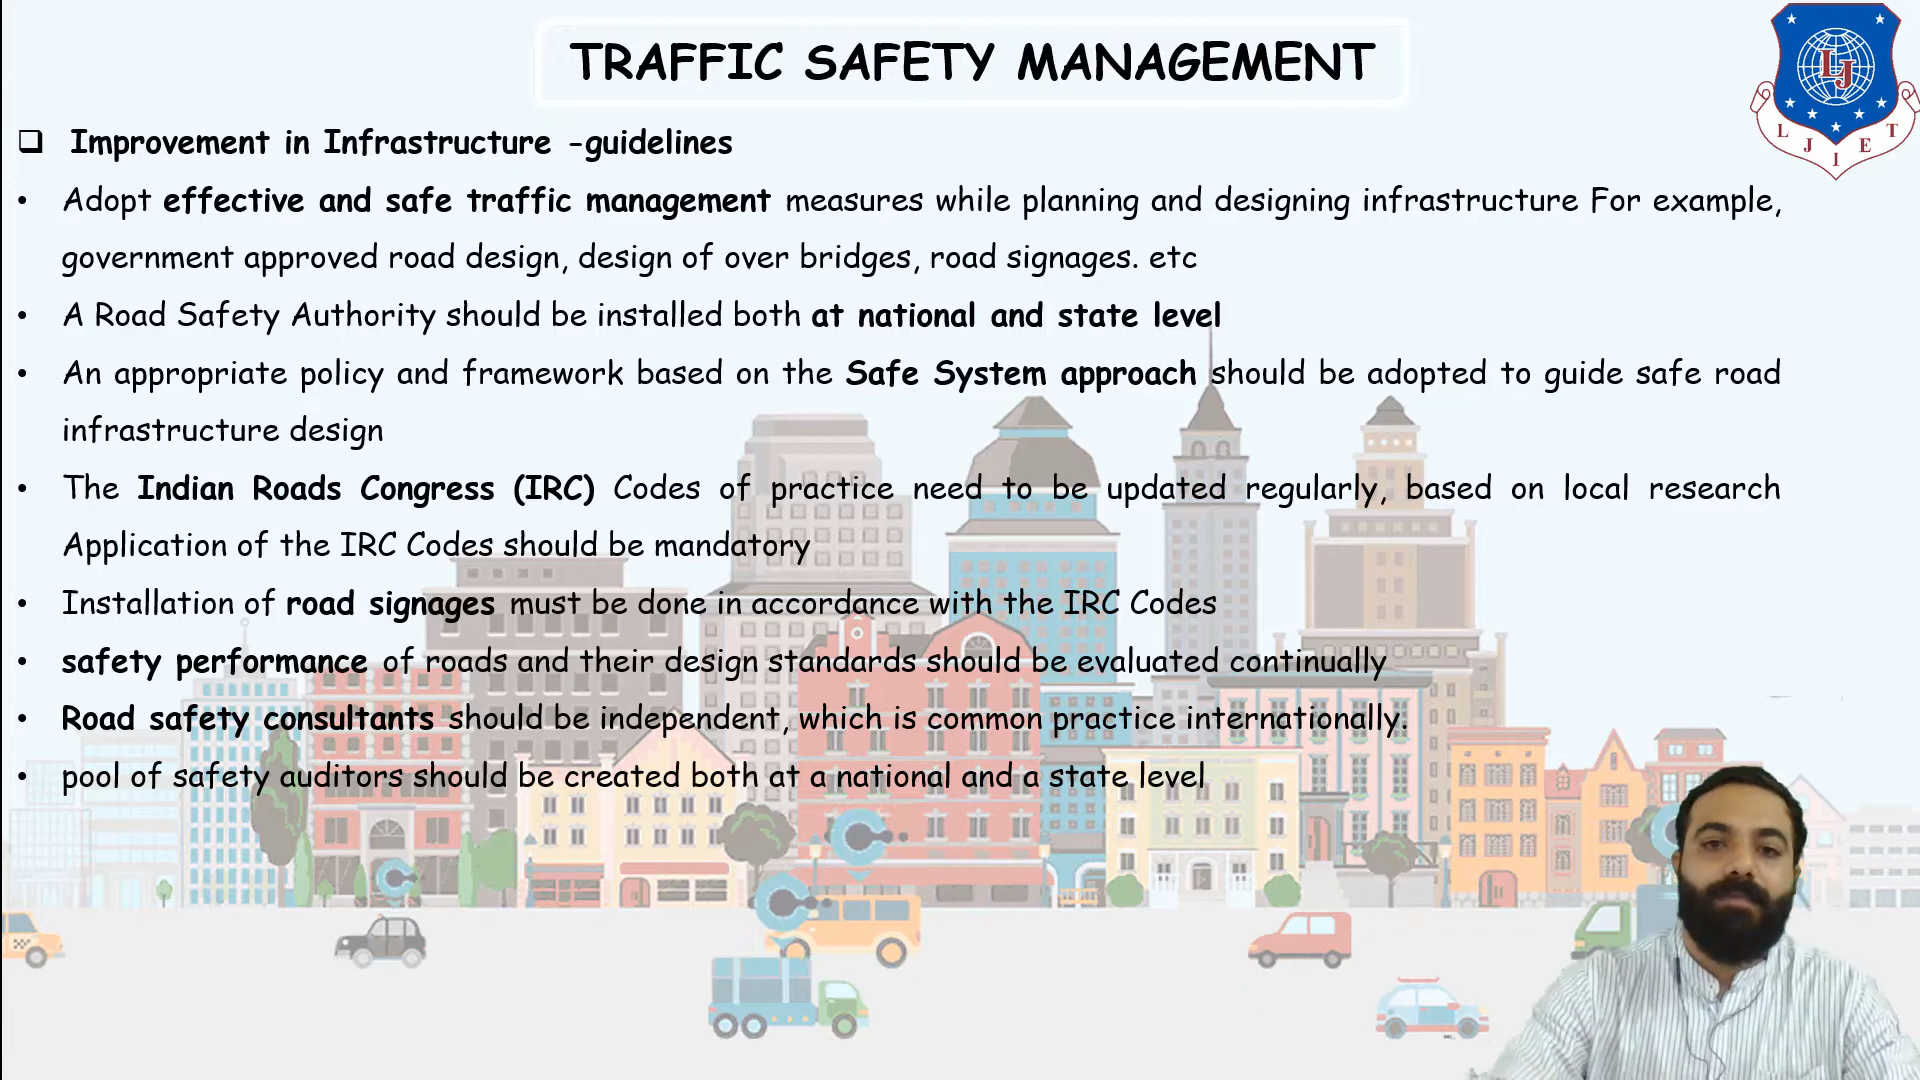 TRAFFIC SAFETY MANAGEMENT
LJ
L J I E T
❑ Improvement in Infrastructure -guidelines
• Adopt effective and safe traffic management measures while planning and designing infrastructure For example,
government approved road design, design of over bridges, road signages. etc
• A Road Safety Authority should be installed both at national and state level
• An appropriate policy and framework based on the Safe System approach should be adopted to guide safe road
infrastructure design
• The Indian Roads Congress (IRC) Codes of practice need to be updated regularly, based on local research
Application of the IRC Codes should be mandatory
• Installation of road signages must be done in accordance with the IRC Codes
• safety performance of roads and their design standards should be evaluated continually
• Road safety consultants should be independent, which is common practice internationally.
• pool of safety auditors should be created both at a national and a state level